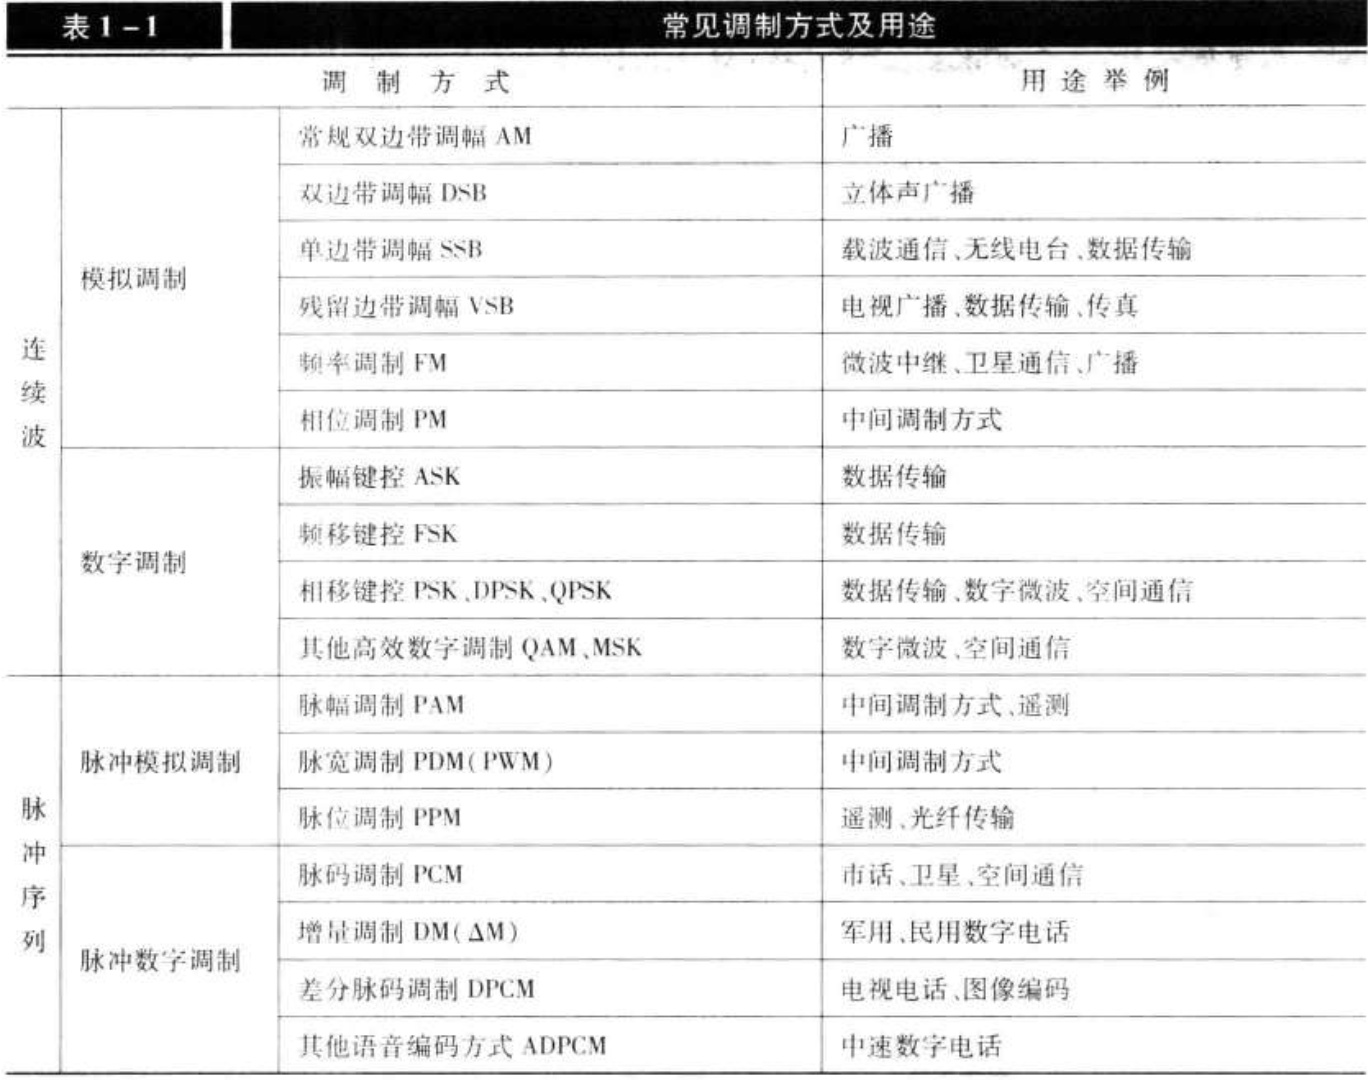 表1-1 常见调制方式及用途
调制方式 用途举例
连续波 模拟调制 常规双边带调幅 AM 广播
双边带调幅 DSB 立体声广播
单边带调幅 SSB 载波通信、无线电台、数据传输
残留边带调幅 VSB 电视广播、数据传输、传真
频率调制 FM 微波中继、卫星通信、广播
相位调制 PM 中间调制方式
数字调制 振幅键控 ASK 数据传输
频移键控 FSK 数据传输
相移键控 PSK、DPSK、QPSK 数据传输、数字微波、空间通信
其他高效数字调制 QAM、MSK 数字微波、空间通信
脉冲序列 脉冲模拟调制 脉幅调制 PAM 中间调制方式、遥测
脉宽调制 PDM(PWM) 中间调制方式
脉位调制 PPM 遥测、光纤传输
脉冲数字调制 脉码调制 PCM 市话、卫星、空间通信
增量调制 DM(ΔM) 军用、民用数字电话
差分脉码调制 DPCM 电视电话、图像编码
其他语音编码方式 ADPCM 中速数字电话